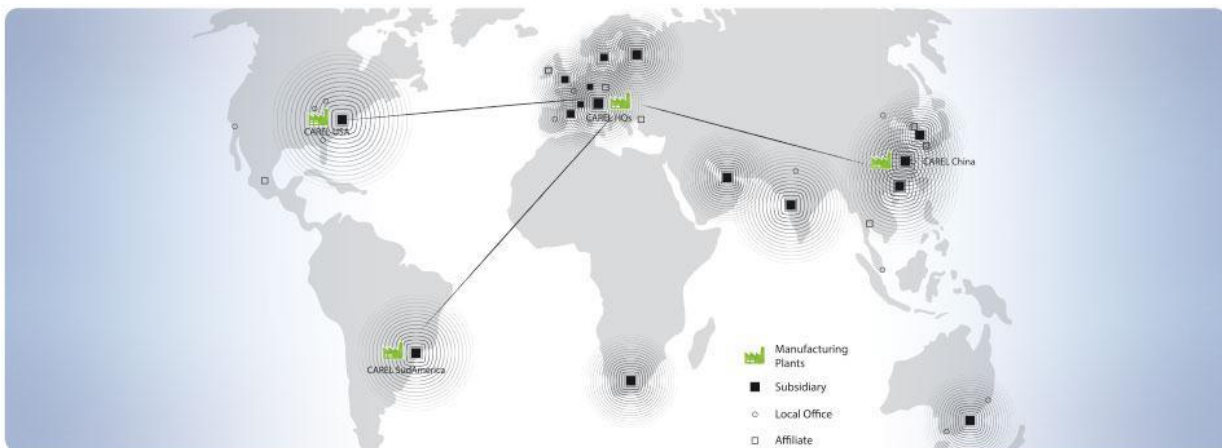 CAREL USA
CAREL HQs
CAREL China
CAREL SudAmerica
Manufacturing
Plants
Subsidiary
Local Office
Affiliate